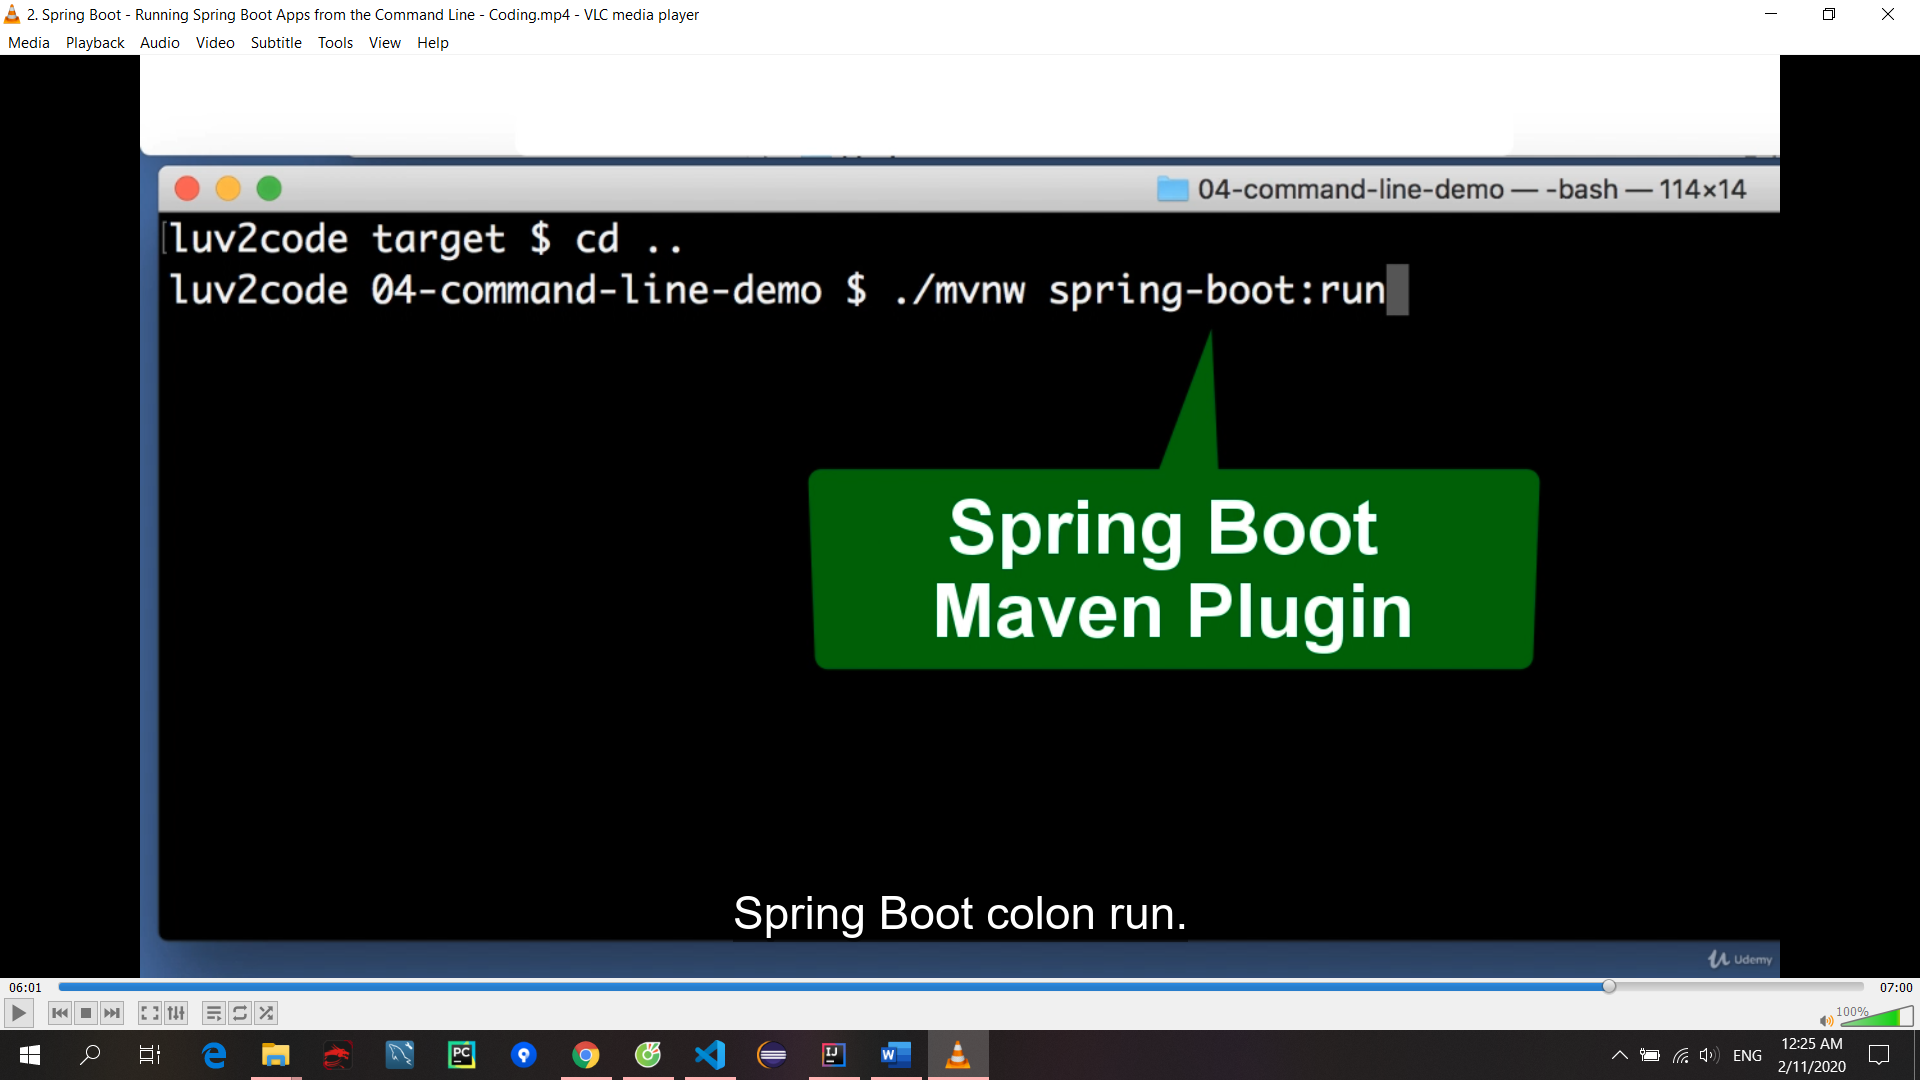 2. Spring Boot - Running Spring Boot Apps from the Command Line - Coding.mp4 - VLC media player
Media Playback Audio Video Subtitle Tools View Help
04-command-line-demo — -bash — 114×14
luv2code target $ cd ..
luv2code 04-command-line-demo $ ./mvnw spring-boot:run
Spring Boot
Maven Plugin
Spring Boot colon run.
Udemy
06:01
07:00
100%
PC
IJ
W
ENG
12:25 AM
2/11/2020